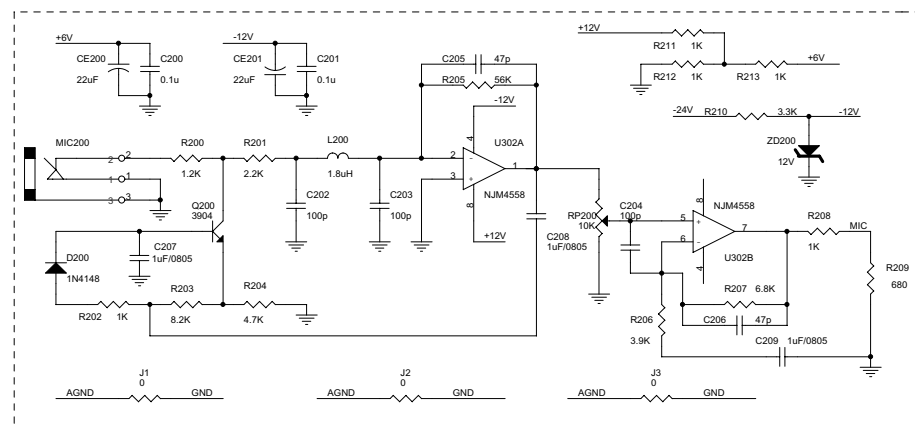 +6V
CE200
22uF
C200
0.1u
-12V
CE201
22uF
C201
0.1u
C205 47p
R205 56K
-12V
4
U302A
2
3
-
+
1
8
NJM4558
+12V
+12V
R211 1K
R212 1K
R213 1K
+6V
-24V R210 3.3K -12V
ZD200
12V
MIC200
2 2
1 1
3 3
R200
1.2K
R201
2.2K
L200
1.8uH
C202
100p
C203
100p
Q200
3904
C207
1uF/0805
D200
1N4148
R202 1K
R203
8.2K
R204
4.7K
C208
1uF/0805
RP200
10K
C204
100p
8
NJM4558
5
6
+
-
7
4
U302B
R208
1K
MIC
R209
680
R207 6.8K
C206 47p
R206
3.9K
C209 1uF/0805
J1
0
AGND GND
J2
0
AGND GND
J3
0
AGND GND